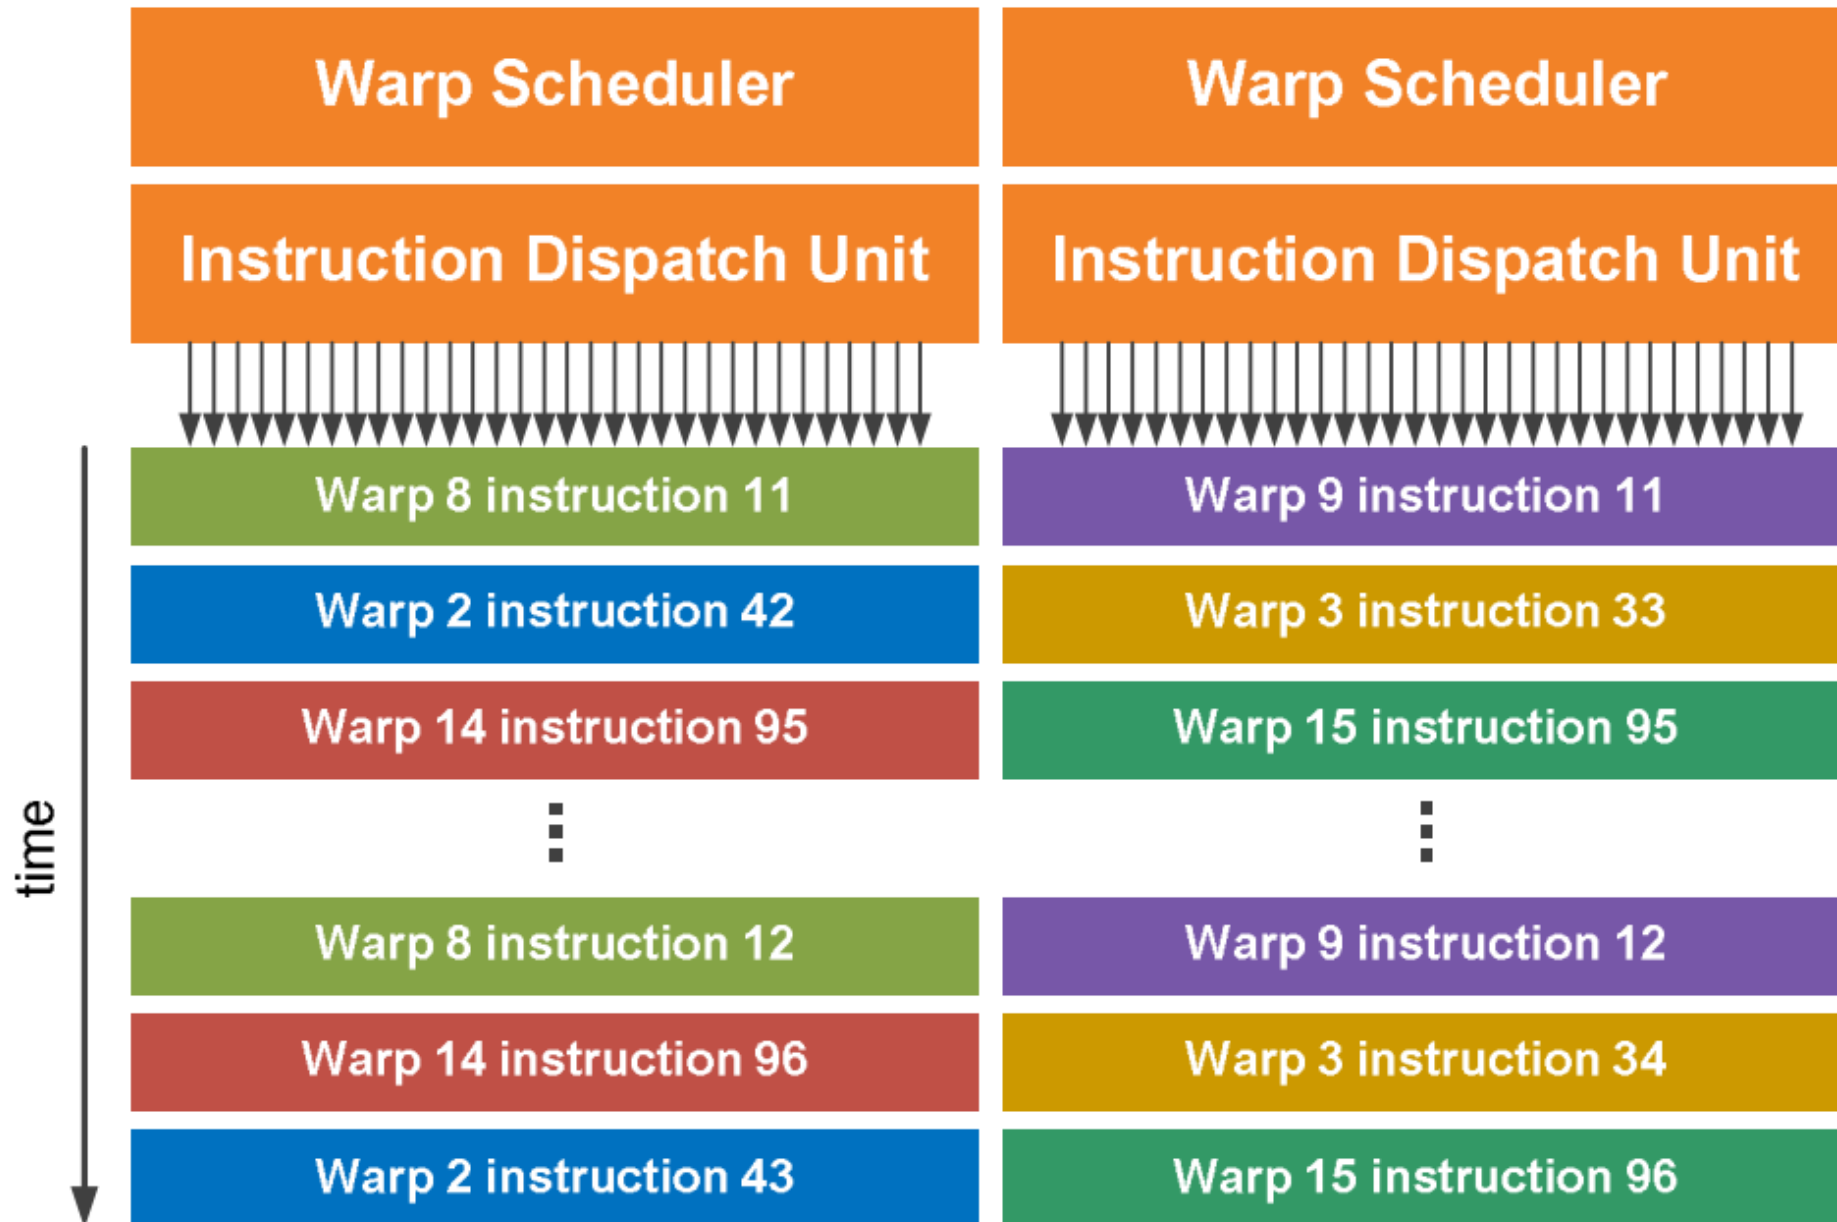 Warp Scheduler
Warp Scheduler
Instruction Dispatch Unit
Instruction Dispatch Unit
time
Warp 8 instruction 11
Warp 9 instruction 11
Warp 2 instruction 42
Warp 3 instruction 33
Warp 14 instruction 95
Warp 15 instruction 95
Warp 8 instruction 12
Warp 9 instruction 12
Warp 14 instruction 96
Warp 3 instruction 34
Warp 2 instruction 43
Warp 15 instruction 96